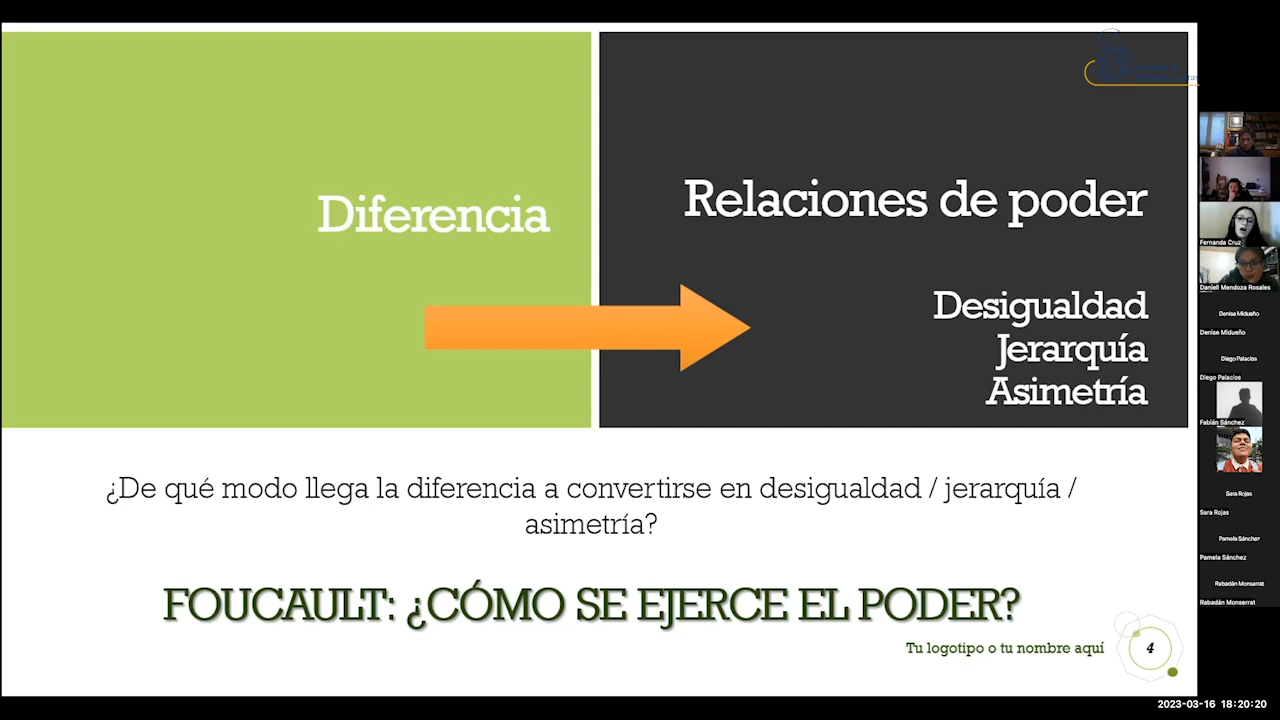 Diferencia
Relaciones de poder
Desigualdad
Jerarquía
Asimetría
¿De qué modo llega la diferencia a convertirse en desigualdad / jerarquía /
asimetría?
FOUCAULT: ¿CÓMO SE EJERCE EL PODER?
Tu logotipo o tu nombre aquí
4
Fernanda Cruz
Daniell Mendoza Rosales
Denise Midueño
Denise Midueño
Diego Palacios
Diego Palacios
Fabián Sánchez
Sara Rojas
Sara Rojas
Pamela Sánchez
Pamela Sánchez
Rabadán Monserrat
Rabadán Monserrat
2023-03-16 18:20:20